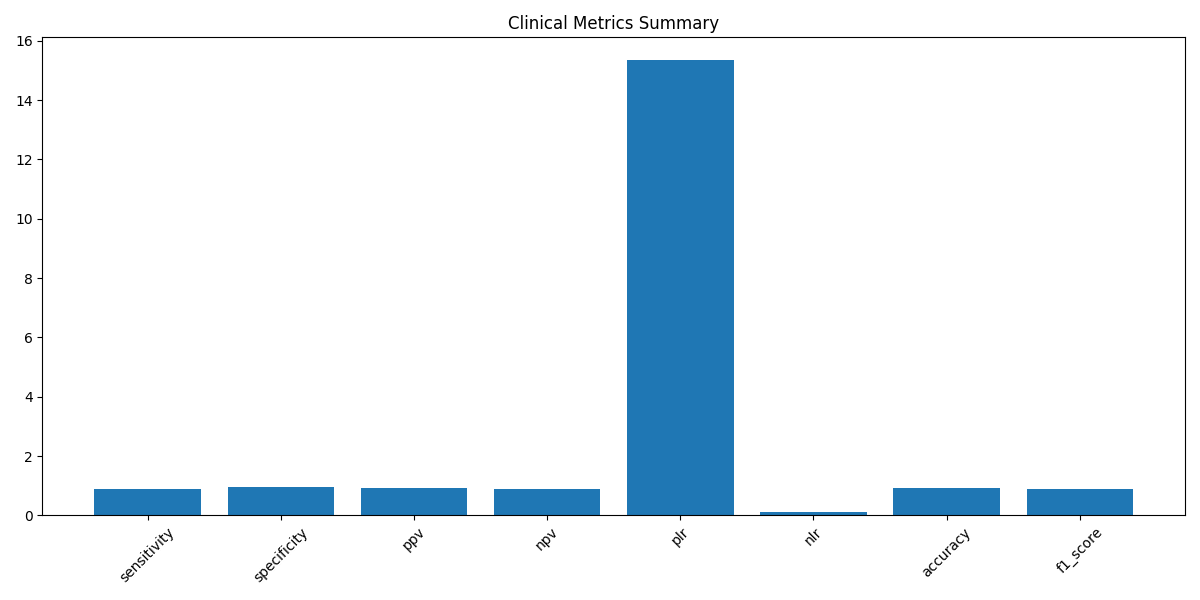 Clinical Metrics Summary
16
14
12
10
8
6
4
2
0
sensitivity
specificity
ppv
npv
plr
nlr
accuracy
f1_score